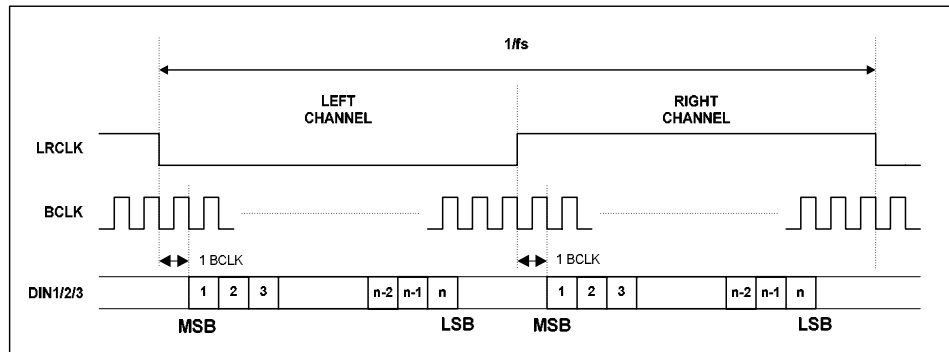 1/fs
LEFT
CHANNEL
RIGHT
CHANNEL
LRCLK
BCLK
1 BCLK
1 BCLK
DIN1/2/3
1 2 3 n-2 n-1 n 1 2 3 n-2 n-1 n
MSB LSB MSB LSB